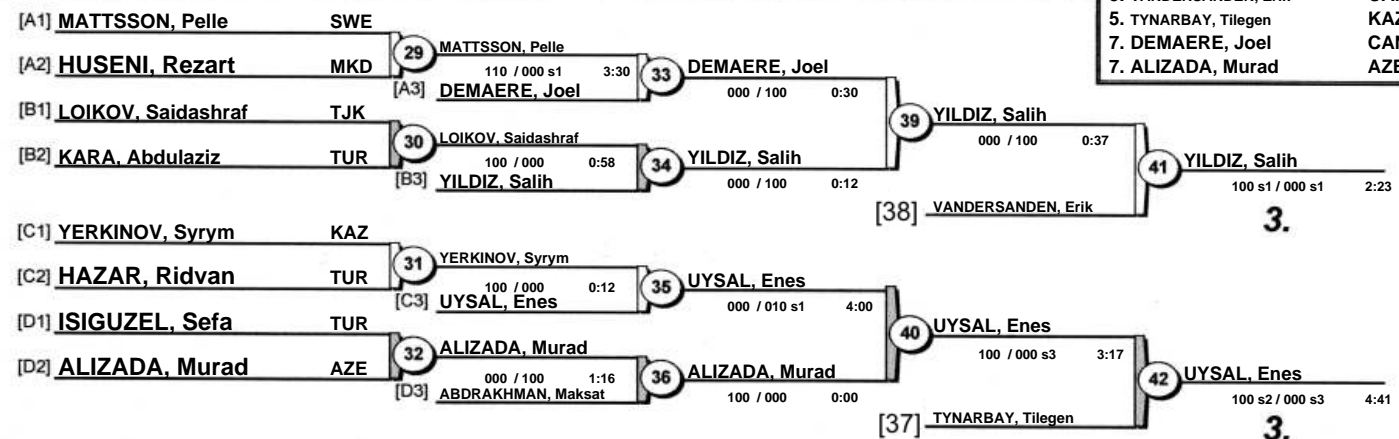 5. TYNARBAY, Tilegen KAZ
7. DEMAERE, Joel CAN
7. ALIZADA, Murad AZE
[A1] MATTSSON, Pelle SWE
29 MATTSSON, Pelle
[A2] HUSENI, Rezart MKD
110 / 000 s1 3:30
33 DEMAERE, Joel
[A3] DEMAERE, Joel
000 / 100 0:30
[B1] LOIKOV, Saidashraf TJK
39 YILDIZ, Salih
30 LOIKOV, Saidashraf
000 / 100 0:37
[B2] KARA, Abdulaziz TUR
100 / 000 0:58
34 YILDIZ, Salih
41 YILDIZ, Salih
[B3] YILDIZ, Salih
000 / 100 0:12
100 s1 / 000 s1 2:23
[38] VANDERSANDEN, Erik
3.
[C1] YERKINOV, Syrym KAZ
31 YERKINOV, Syrym
[C2] HAZAR, Ridvan TUR
100 / 000 0:12
35 UYSAL, Enes
[C3] UYSAL, Enes
000 / 010 s1 4:00
[D1] ISIGUZEL, Sefa TUR
40 UYSAL, Enes
32 ALIZADA, Murad
100 / 000 s3 3:17
[D2] ALIZADA, Murad AZE
000 / 100 1:16
36 ALIZADA, Murad
42 UYSAL, Enes
[D3] ABDRAKHMAN, Maksat
100 / 000 0:00
100 s2 / 000 s3 4:41
[37] TYNARBAY, Tilegen
3.